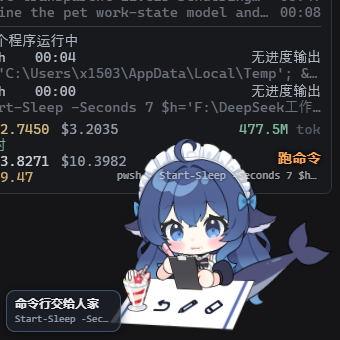 ine the pet work-state model and… 00:08
个程序运行中
h 00:04 无进度输出
'C:\Users\x1503\AppData\Local\Temp'; &…
h 00:00 无进度输出
rt-Sleep -Seconds 7 $h='F:\DeepSeek工作…
2.7450 $3.2035 477.5M tok
时
3.8271 $10.3982 跑命令
9.47 pwsh Start-Sleep -Seconds 7 $h…
命令行交给人家
Start-Sleep -Sec…